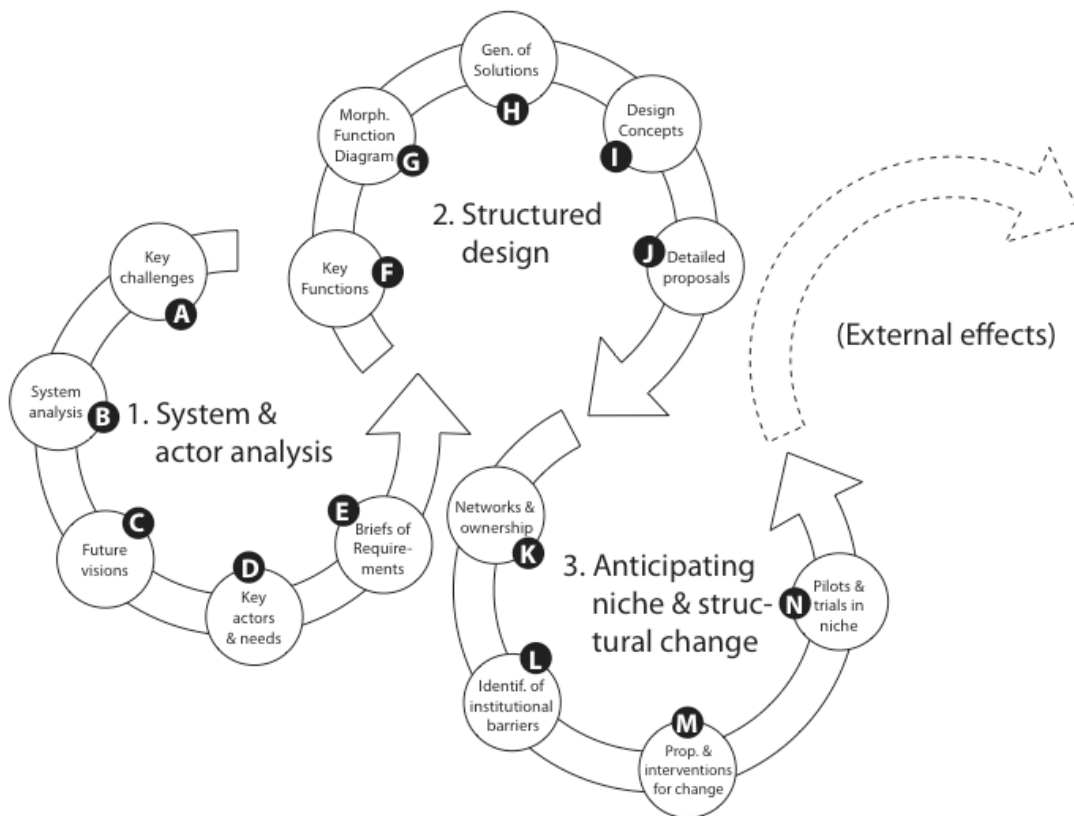 Key
challenges
A
System
analysis
B
1. System &
actor analysis
Future
visions
C
Key
actors
& needs
D
Briefs of
Require-
ments
E
Key
Functions
F
Morph.
Function
Diagram
G
Gen. of
Solutions
H
Design
Concepts
I
2. Structured
design
Detailed
proposals
J
Networks &
ownership
K
3. Anticipating
niche & struc-
tural change
Identif. of
institutional
barriers
L
Prop. &
interventions
for change
M
Pilots &
trials in
niche
N
(External effects)